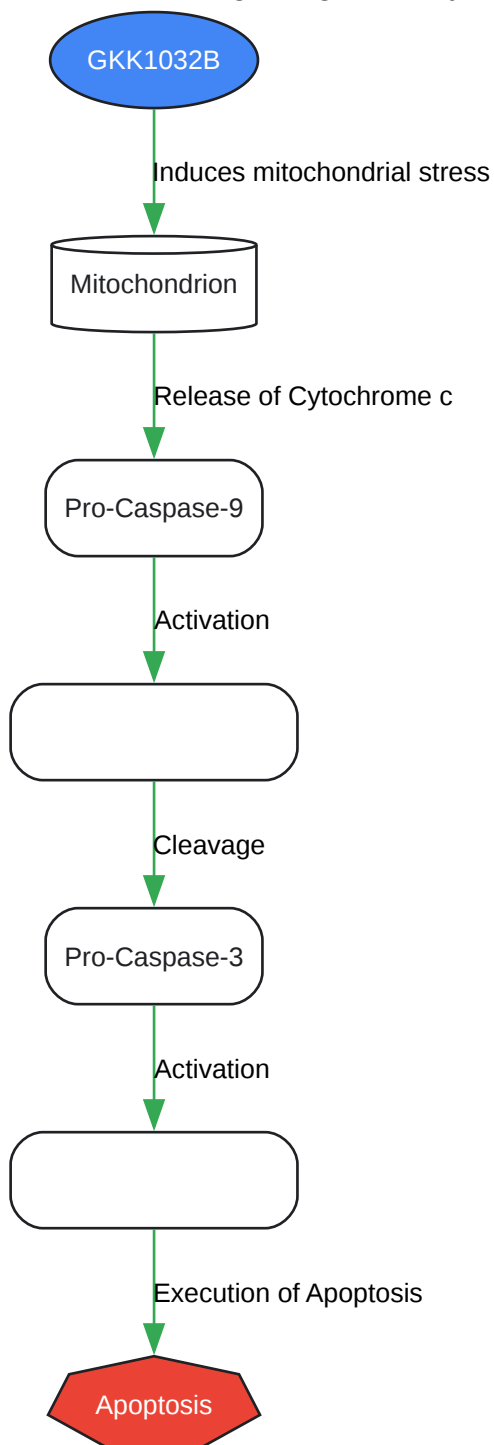 GKK1032B
Induces mitochondrial stress
Mitochondrion
Release of Cytochrome c
Pro-Caspase-9
Activation
Cleavage
Pro-Caspase-3
Activation
Execution of Apoptosis
Apoptosis